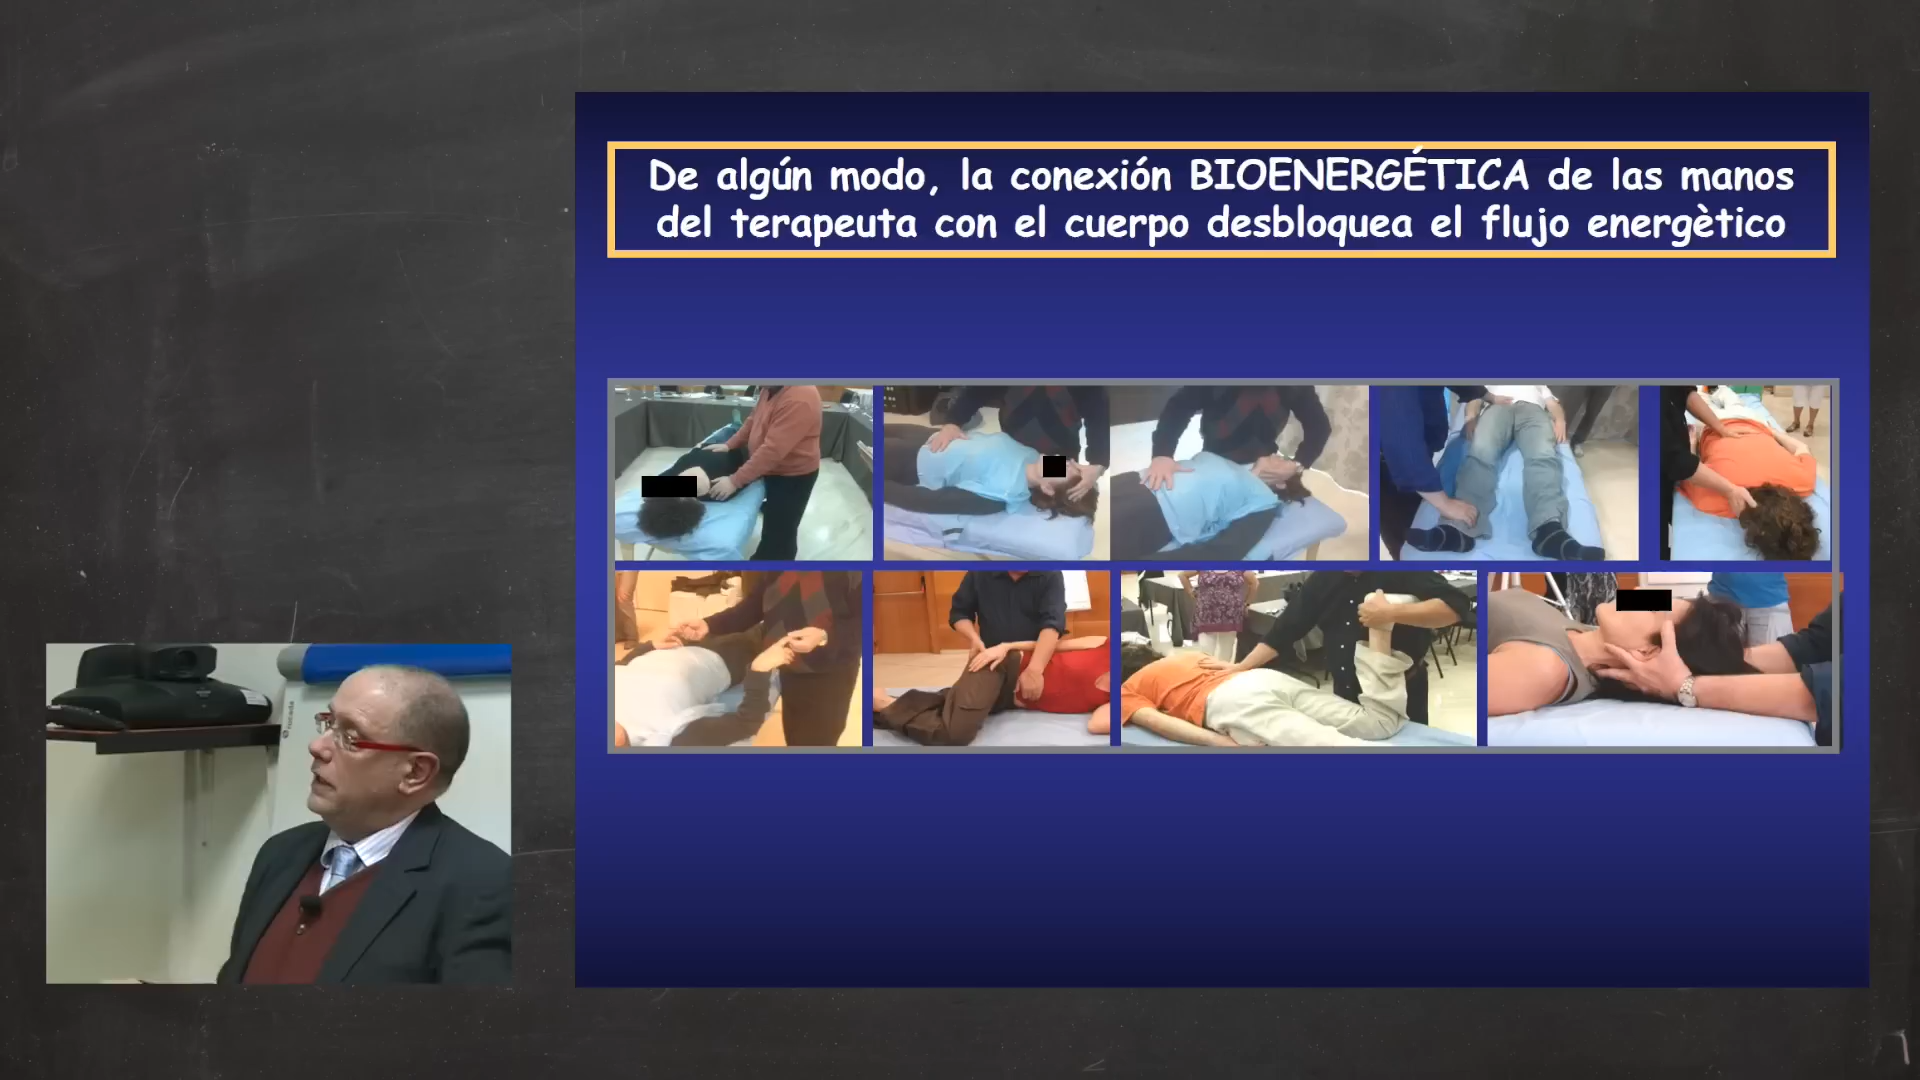 De algún modo, la conexión BIOENERGÉTICA de las manos
del terapeuta con el cuerpo desbloquea el flujo energètico